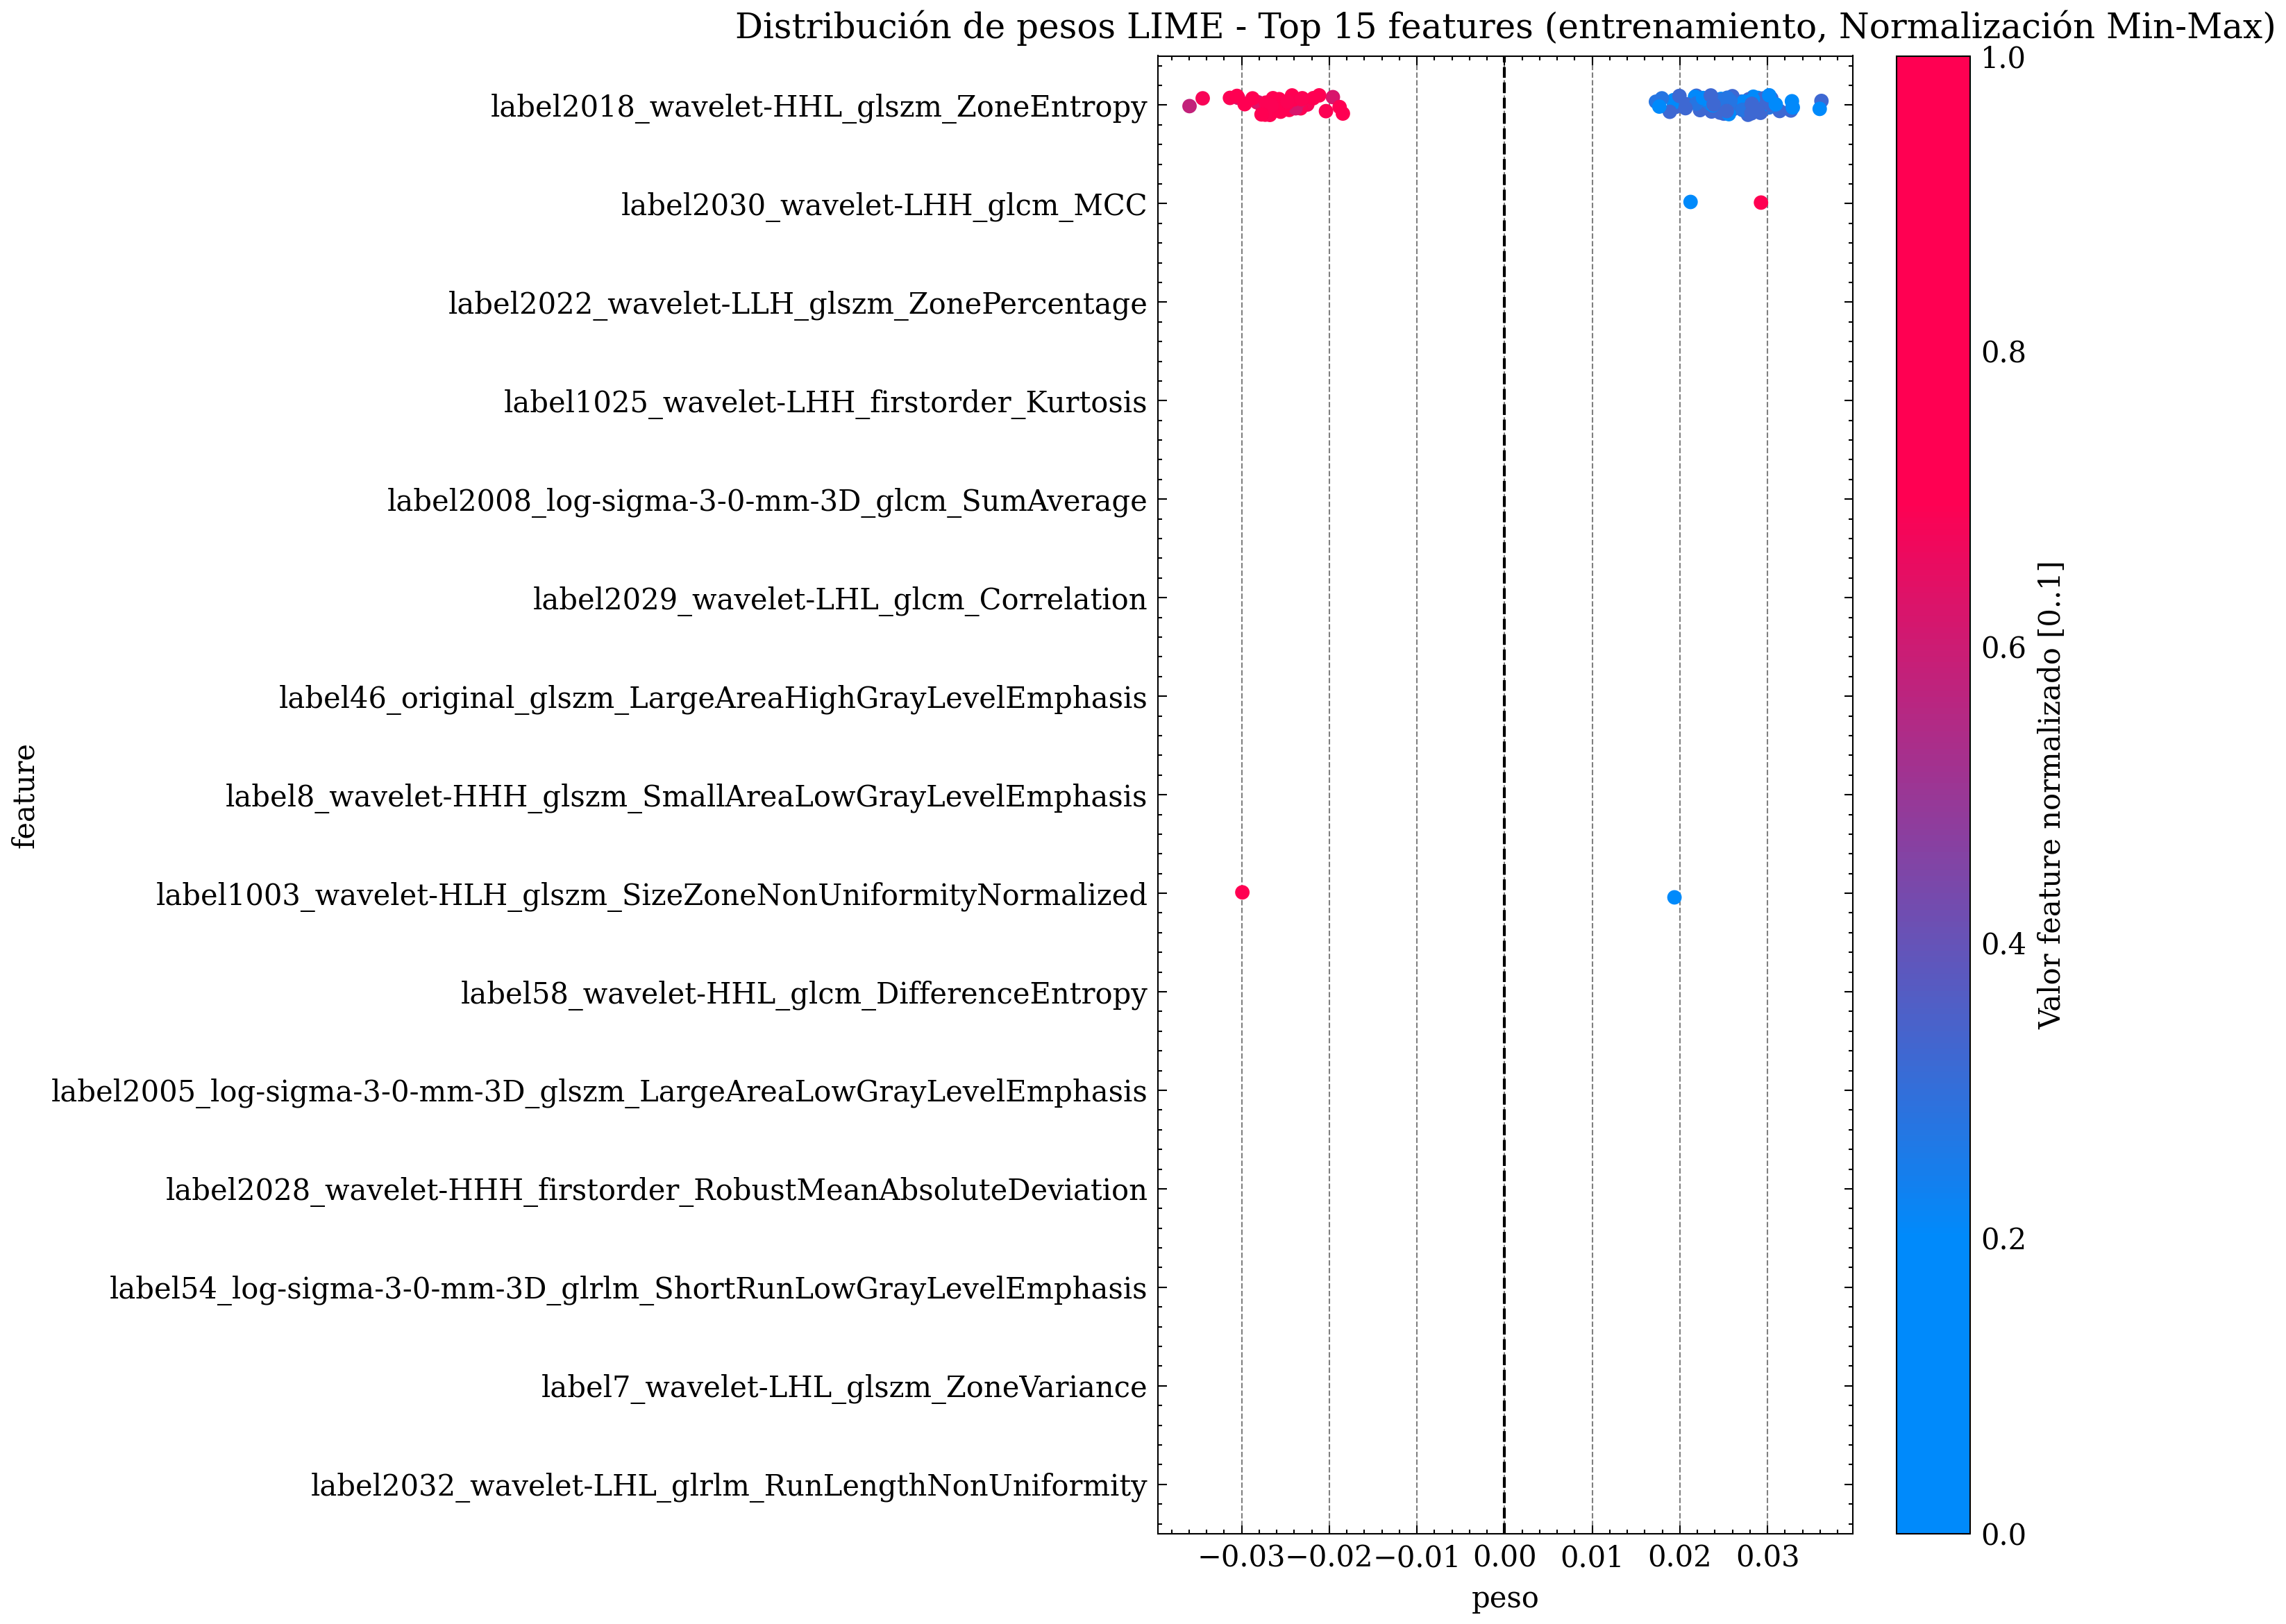 Distribución de pesos LIME - Top 15 features (entrenamiento, Normalización Min-Max)
feature
label2018_wavelet-HHL_glszm_ZoneEntropy
label2030_wavelet-LHH_glcm_MCC
label2022_wavelet-LLH_glszm_ZonePercentage
label1025_wavelet-LHH_firstorder_Kurtosis
label2008_log-sigma-3-0-mm-3D_glcm_SumAverage
label2029_wavelet-LHL_glcm_Correlation
label46_original_glszm_LargeAreaHighGrayLevelEmphasis
label8_wavelet-HHH_glszm_SmallAreaLowGrayLevelEmphasis
label1003_wavelet-HLH_glszm_SizeZoneNonUniformityNormalized
label58_wavelet-HHL_glcm_DifferenceEntropy
label2005_log-sigma-3-0-mm-3D_glszm_LargeAreaLowGrayLevelEmphasis
label2028_wavelet-HHH_firstorder_RobustMeanAbsoluteDeviation
label54_log-sigma-3-0-mm-3D_glrlm_ShortRunLowGrayLevelEmphasis
label7_wavelet-LHL_glszm_ZoneVariance
label2032_wavelet-LHL_glrlm_RunLengthNonUniformity
−0.03 −0.02 −0.01 0.00 0.01 0.02 0.03
peso
1.0
0.8
0.6
0.4
0.2
0.0
Valor feature normalizado [0..1]